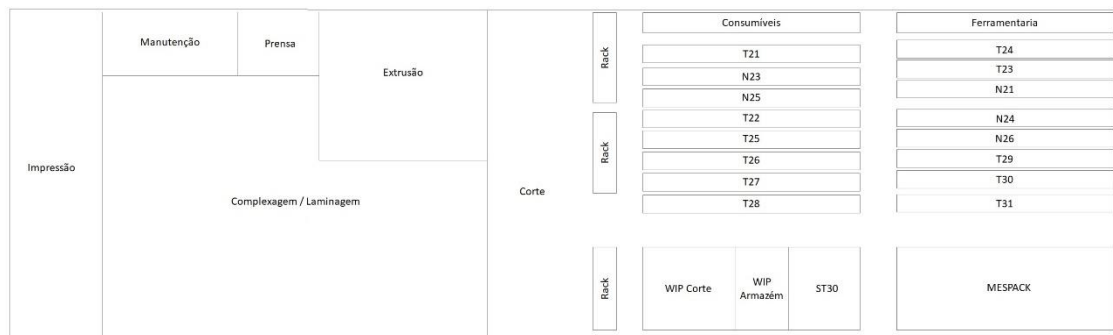 Impressão
Manutenção
Prensa
Extrusão
Complexagem / Laminagem
Corte
Rack
Rack
Rack
Consumíveis
T21
N23
N25
T22
T25
T26
T27
T28
WIP Corte
WIP
Armazém
ST30
Ferramentaria
T24
T23
N21
N24
N26
T29
T30
T31
MESPACK